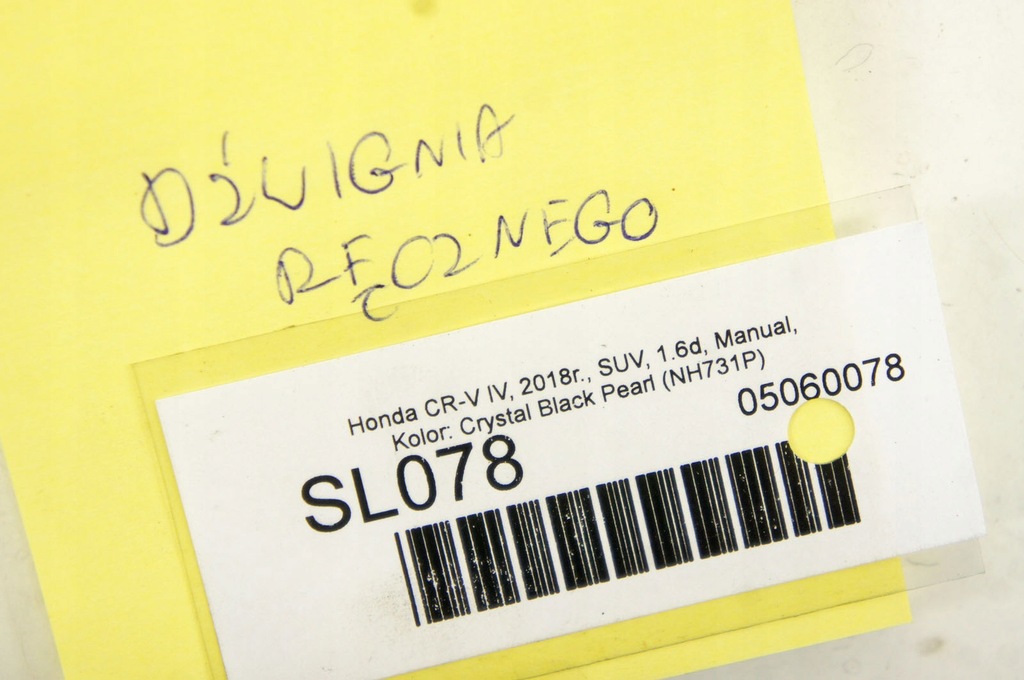 DŹWIGNIA
RĘCZNEGO
Honda CR-V IV, 2018r., SUV, 1.6d, Manual,
Kolor: Crystal Black Pearl (NH731P)
05060078
SL078